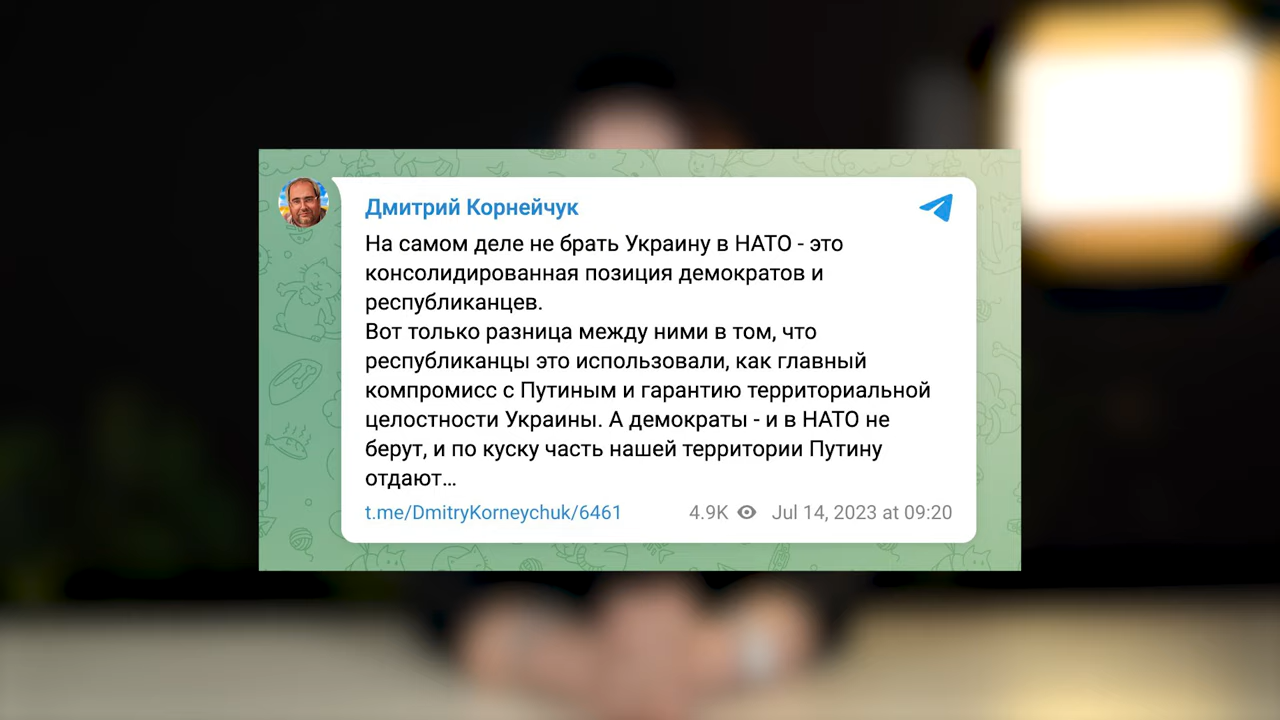 Дмитрий Корнейчук
На самом деле не брать Украину в НАТО - это
консолидированная позиция демократов и
республиканцев.
Вот только разница между ними в том, что
республиканцы это использовали, как главный
компромисс с Путиным и гарантию территориальной
целостности Украины. А демократы - и в НАТО не
берут, и по куску часть нашей территории Путину
отдают...
t.me/DmitryKorneychuk/6461 4.9K Jul 14, 2023 at 09:20